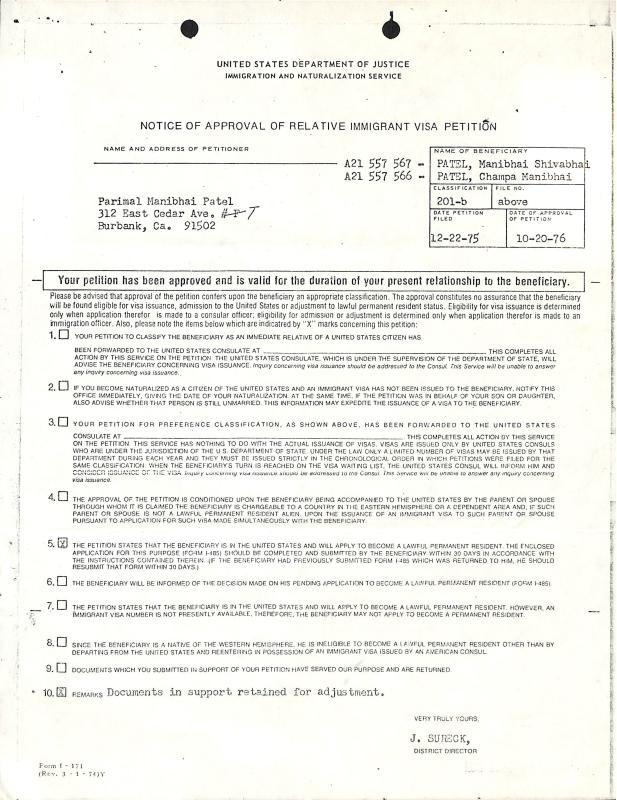 UNITED STATES DEPARTMENT OF JUSTICE
IMMIGRATION AND NATURALIZATION SERVICE
NOTICE OF APPROVAL OF RELATIVE IMMIGRANT VISA PETITION
NAME AND ADDRESS OF PETITIONER
NAME OF BENEFICIARY
A21 557 567 - PATEL, Manibhai Shivabhai
A21 557 566 - PATEL, Champa Manibhai
CLASSIFICATION
FILE NO.
201-b
above
DATE PETITION FILED
DATE OF APPROVAL OF PETITION
12-22-75
10-20-76
Parimal Manibhai Patel
312 East Cedar Ave.
Burbank, Ca. 91502
Your petition has been approved and is valid for the duration of your present relationship to the beneficiary.
Please be advised that approval of the petition confers upon the beneficiary an appropriate classification. The approval constitutes no assurance that the beneficiary
will be found eligible for visa issuance, admission to the United States or adjustment to lawful permanent resident status. Eligibility for visa issuance is determined
only when application therefor is made to a consular officer; eligibility for admission or adjustment is determined only when application therefor is made to an
immigration officer. Also, please note the items below which are indicated by "X" marks concerning this petition:
1. YOUR PETITION TO CLASSIFY THE BENEFICIARY AS AN IMMEDIATE RELATIVE OF A UNITED STATES CITIZEN HAS
BEEN FORWARDED TO THE UNITED STATES CONSULATE AT THIS COMPLETES ALL
ACTION BY THIS SERVICE ON THE PETITION. THE UNITED STATES CONSULATE, WHICH IS UNDER THE SUPERVISION OF THE DEPARTMENT OF STATE, WILL
ADVISE THE BENEFICIARY CONCERNING VISA ISSUANCE. Inquiry concerning visa issuance should be addressed to the Consul. This Service will be unable to answer
any inquiry concerning visa issuance.
2. IF YOU BECOME NATURALIZED AS A CITIZEN OF THE UNITED STATES AND AN IMMIGRANT VISA HAS NOT BEEN ISSUED TO THE BENEFICIARY, NOTIFY THIS
OFFICE IMMEDIATELY, GIVING THE DATE OF YOUR NATURALIZATION. AT THE SAME TIME, IF THE PETITION WAS IN BEHALF OF YOUR SON OR DAUGHTER,
ALSO ADVISE WHETHER THAT PERSON IS STILL UNMARRIED. THIS INFORMATION MAY EXPEDITE THE ISSUANCE OF A VISA TO THE BENEFICIARY.
3. YOUR PETITION FOR PREFERENCE CLASSIFICATION, AS SHOWN ABOVE, HAS BEEN FORWARDED TO THE UNITED STATES
CONSULATE AT THIS COMPLETES ALL ACTION BY THIS SERVICE
ON THE PETITION. THIS SERVICE HAS NOTHING TO DO WITH THE ACTUAL ISSUANCE OF VISAS. VISAS ARE ISSUED ONLY BY UNITED STATES CONSULS
WHO ARE UNDER THE JURISDICTION OF THE U.S. DEPARTMENT OF STATE. UNDER THE LAW ONLY A LIMITED NUMBER OF VISAS MAY BE ISSUED BY THAT
DEPARTMENT DURING EACH YEAR AND THEY MUST BE ISSUED STRICTLY IN THE CHRONOLOGICAL ORDER IN WHICH PETITIONS WERE FILED FOR THE
SAME CLASSIFICATION. WHEN THE BENEFICIARY'S TURN IS REACHED ON THE VISA WAITING LIST, THE UNITED STATES CONSUL WILL INFORM HIM AND
CONSIDER ISSUANCE OF THE VISA. Inquiry concerning visa issuance should be addressed to the Consul. This Service will be unable to answer any inquiry concerning
visa issuance.
4. THE APPROVAL OF THE PETITION IS CONDITIONED UPON THE BENEFICIARY BEING ACCOMPANIED TO THE UNITED STATES BY THE PARENT OR SPOUSE
THROUGH WHOM IT IS CLAIMED THE BENEFICIARY IS CHARGEABLE TO A COUNTRY IN THE EASTERN HEMISPHERE OR A DEPENDENT AREA AND, IF SUCH
PARENT OR SPOUSE IS NOT A LAWFUL PERMANENT RESIDENT ALIEN, UPON THE ISSUANCE OF AN IMMIGRANT VISA TO SUCH PARENT OR SPOUSE
PURSUANT TO APPLICATION FOR SUCH VISA MADE SIMULTANEOUSLY WITH THE BENEFICIARY.
5. X THE PETITION STATES THAT THE BENEFICIARY IS IN THE UNITED STATES AND WILL APPLY TO BECOME A LAWFUL PERMANENT RESIDENT. THE ENCLOSED
APPLICATION FOR THIS PURPOSE (FORM I-485) SHOULD BE COMPLETED AND SUBMITTED BY THE BENEFICIARY WITHIN 30 DAYS IN ACCORDANCE WITH
THE INSTRUCTIONS CONTAINED THEREIN. (IF THE BENEFICIARY HAD PREVIOUSLY SUBMITTED FORM I-485 WHICH WAS RETURNED TO HIM, HE SHOULD
RESUBMIT THAT FORM WITHIN 30 DAYS.)
6. THE BENEFICIARY WILL BE INFORMED OF THE DECISION MADE ON HIS PENDING APPLICATION TO BECOME A LAWFUL PERMANENT RESIDENT (FORM I-485).
7. THE PETITION STATES THAT THE BENEFICIARY IS IN THE UNITED STATES AND WILL APPLY TO BECOME A LAWFUL PERMANENT RESIDENT. HOWEVER, AN
IMMIGRANT VISA NUMBER IS NOT PRESENTLY AVAILABLE, THEREFORE, THE BENEFICIARY MAY NOT APPLY TO BECOME A PERMANENT RESIDENT.
8. SINCE THE BENEFICIARY IS A NATIVE OF THE WESTERN HEMISPHERE, HE IS INELIGIBLE TO BECOME A LAWFUL PERMANENT RESIDENT OTHER THAN BY
DEPARTING FROM THE UNITED STATES AND REENTERING IN POSSESSION OF AN IMMIGRANT VISA ISSUED BY AN AMERICAN CONSUL.
9. DOCUMENTS WHICH YOU SUBMITTED IN SUPPORT OF YOUR PETITION HAVE SERVED OUR PURPOSE AND ARE RETURNED.
10. X REMARKS Documents in support retained for adjustment.
VERY TRULY YOURS,
J. SURECK,
DISTRICT DIRECTOR
Form I - 171
(Rev. 3 - 1 - 74)Y